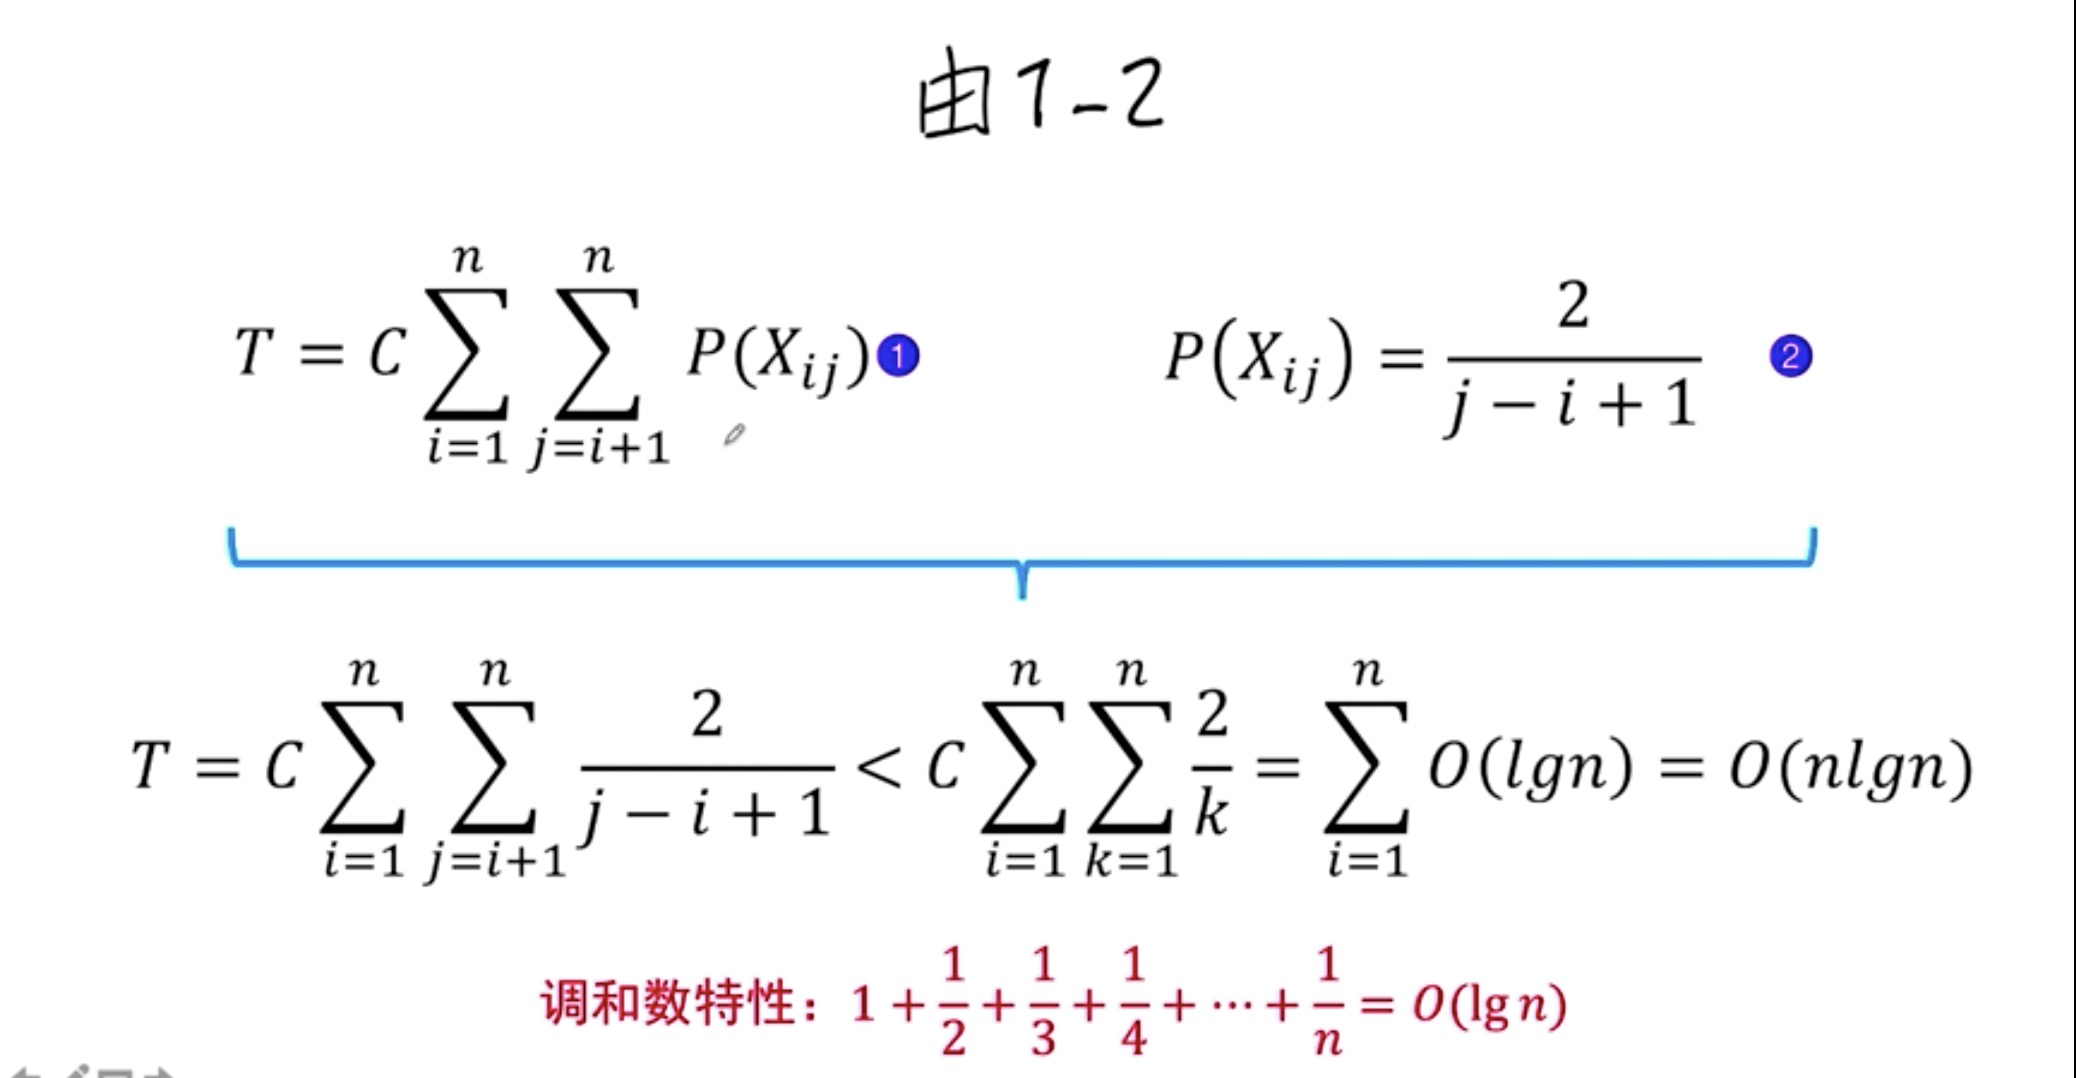 由1-2
T = C \sum_{i=1}^{n} \sum_{j=i+1}^{n} P(X_{ij}) ① P(X_{ij}) = \frac{2}{j-i+1} ②
T = C \sum_{i=1}^{n} \sum_{j=i+1}^{n} \frac{2}{j-i+1} < C \sum_{i=1}^{n} \sum_{k=1}^{n} \frac{2}{k} = \sum_{i=1}^{n} O(lgn) = O(nlgn)
调和数特性：1 + \frac{1}{2} + \frac{1}{3} + \frac{1}{4} + ⋯ + \frac{1}{n} = O(lg n)